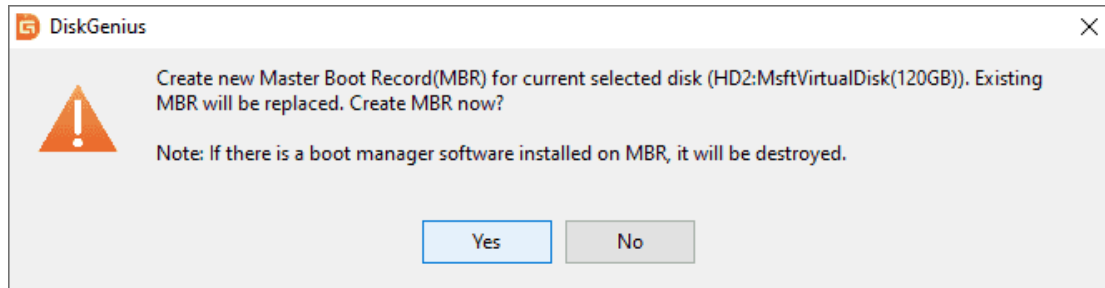 DiskGenius
Create new Master Boot Record(MBR) for current selected disk (HD2:MsftVirtualDisk(120GB)). Existing
MBR will be replaced. Create MBR now?
Note: If there is a boot manager software installed on MBR, it will be destroyed.
Yes
No